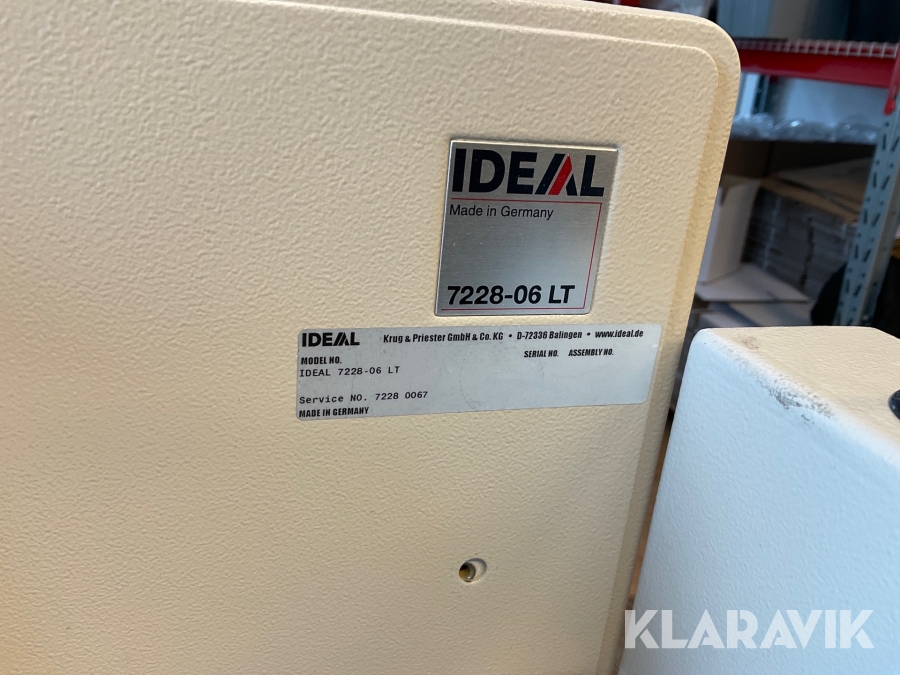 IDEAL
Made in Germany
7228-06 LT
IDEAL Krug & Priester GmbH & Co. KG • D-72336 Balingen • www.ideal.de
MODEL NO. SERIAL NO. ASSEMBLY NO.
IDEAL 7228-06 LT
Service NO. 7228 0067
MADE IN GERMANY
KLARAVIK